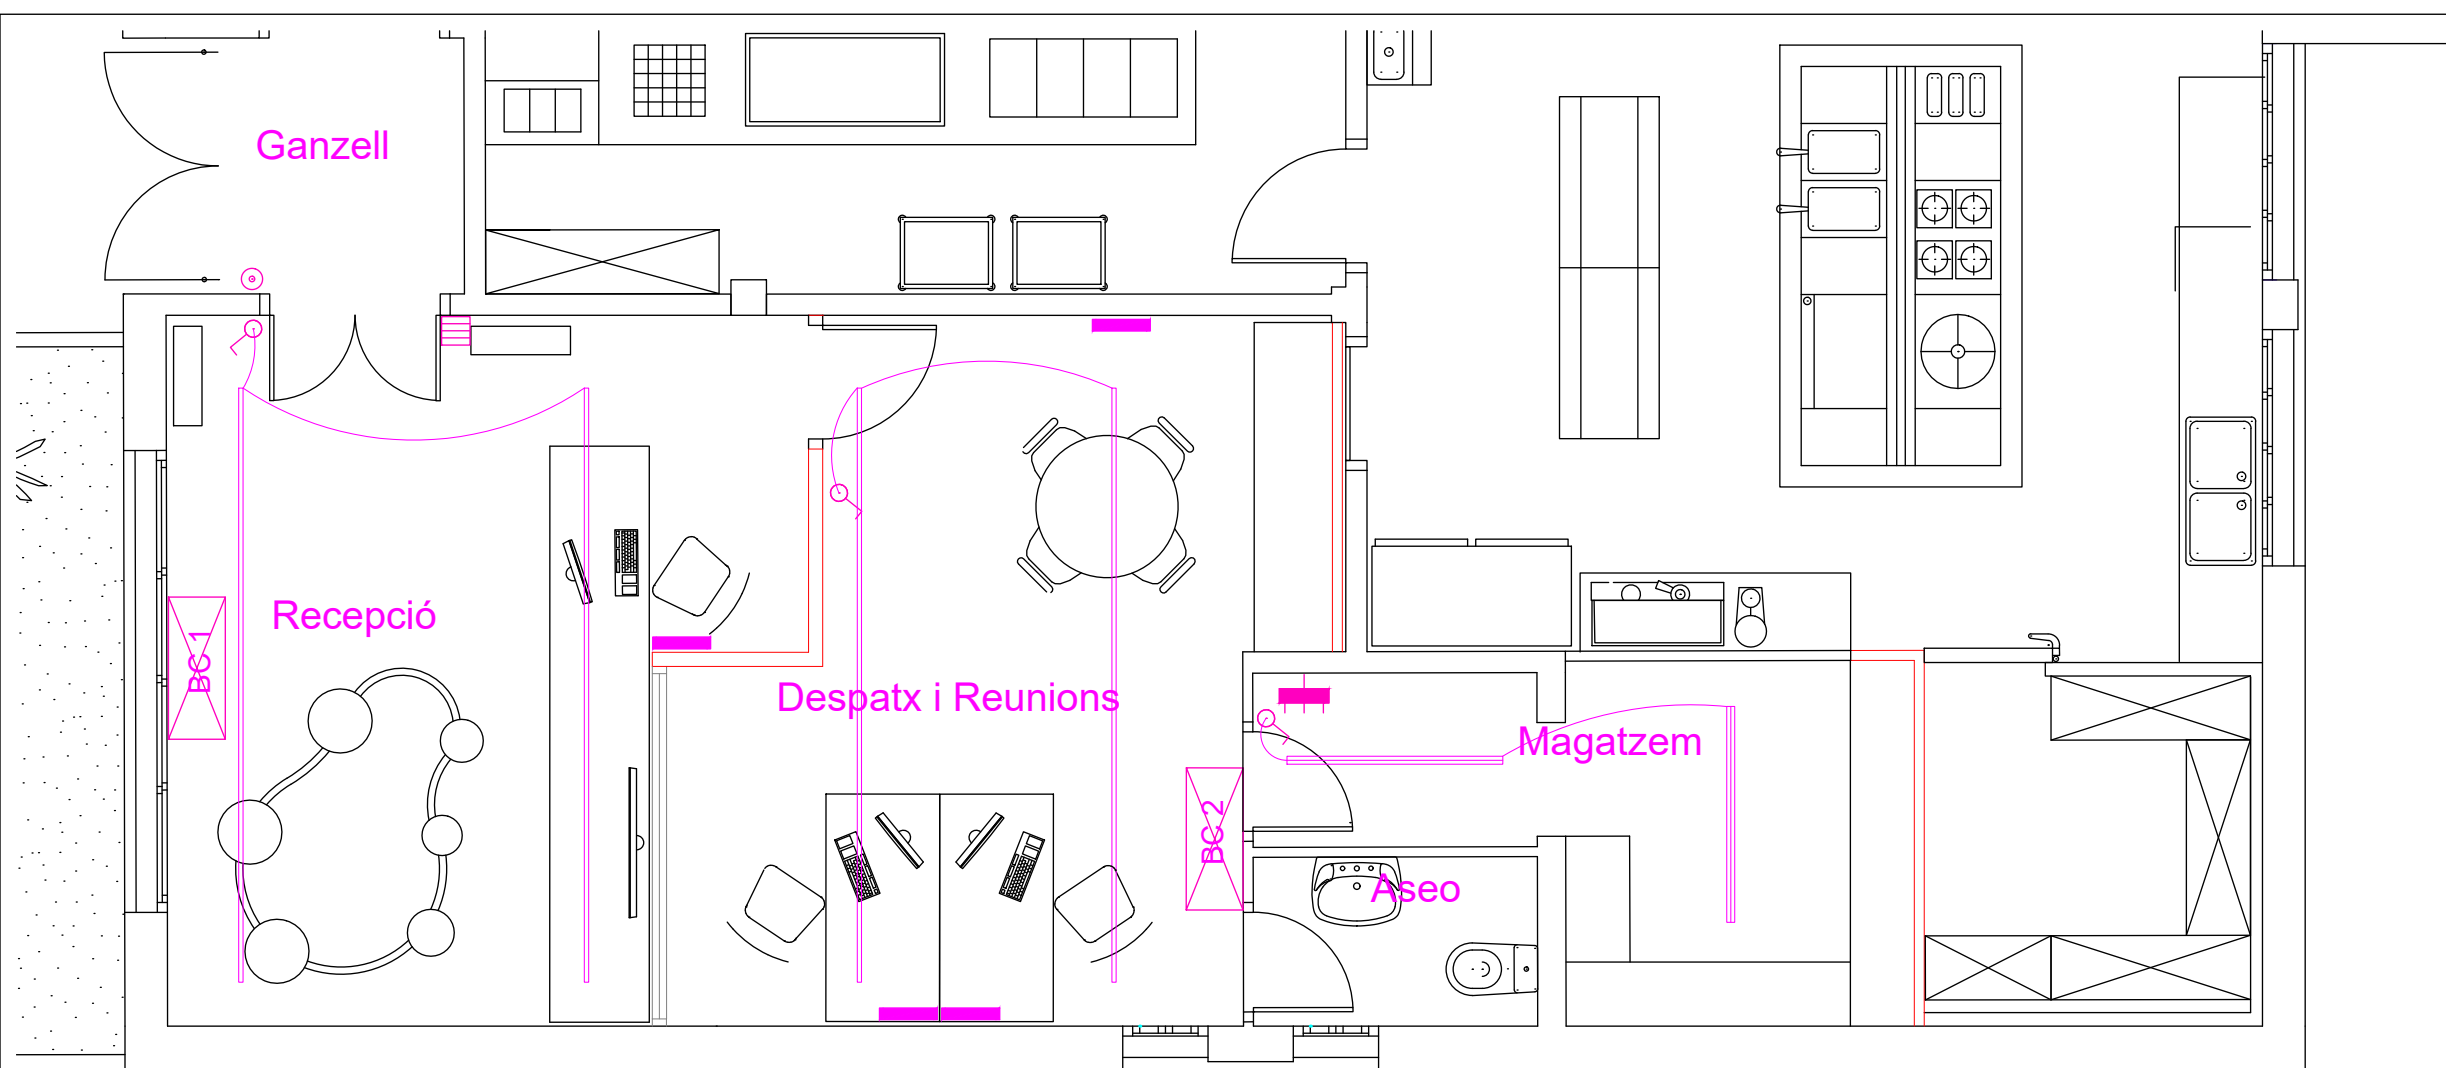 Ganzell
Recepció
BC 1
Despatx i Reunions
Magatzem
BC 2
Aseo